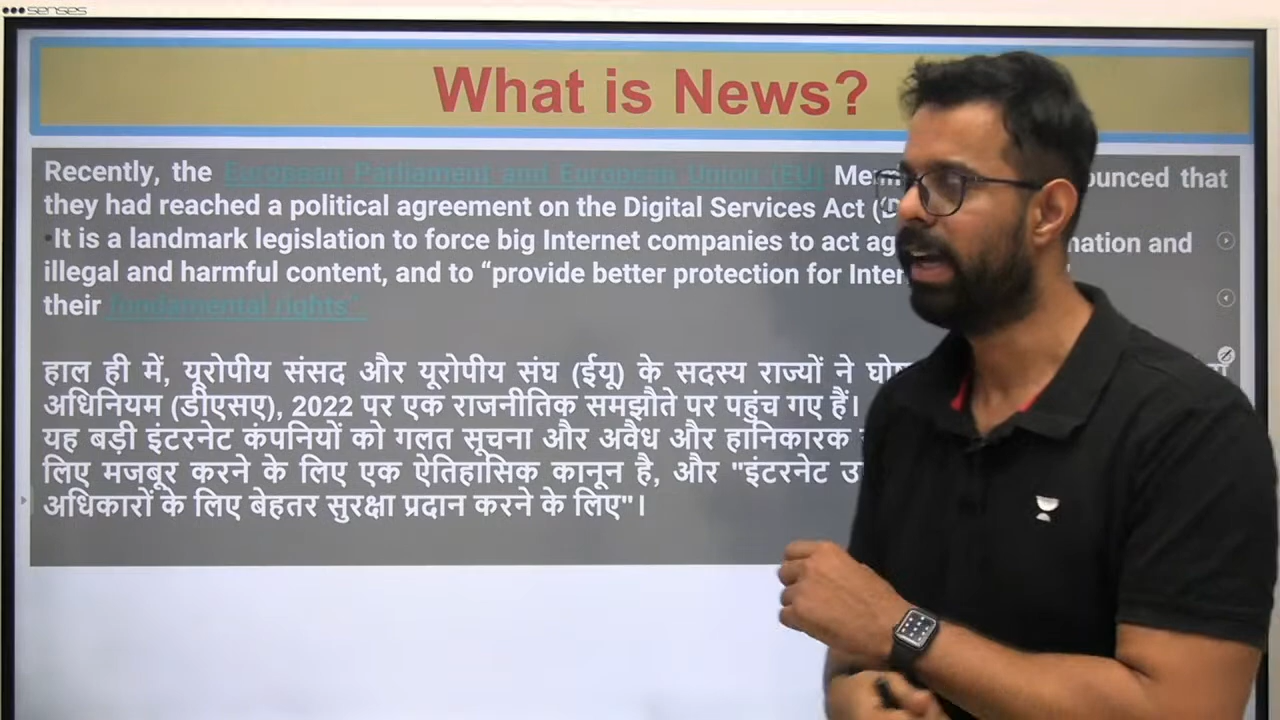 senses
What is News?
Recently, the European Parliament and European Union (EU) ounced that
they had reached a political agreement on the Digital Services Act
•It is a landmark legislation to force big Internet companies to act and
illegal and harmful content, and to “provide better protection for
their fundamental rights”.
हाल ही में, यूरोपीय संसद और यूरोपीय संघ (ईयू) के सदस्य राज्यों ने
अधिनियम (डीएसए), 2022 पर एक राजनीतिक समझौते पर पहुंच गए हैं।
यह बड़ी इंटरनेट कंपनियों को गलत सूचना और अवैध और हानिकारक
लिए मजबूर करने के लिए एक ऐतिहासिक कानून है, और "इंटरनेट
अधिकारों के लिए बेहतर सुरक्षा प्रदान करने के लिए"।